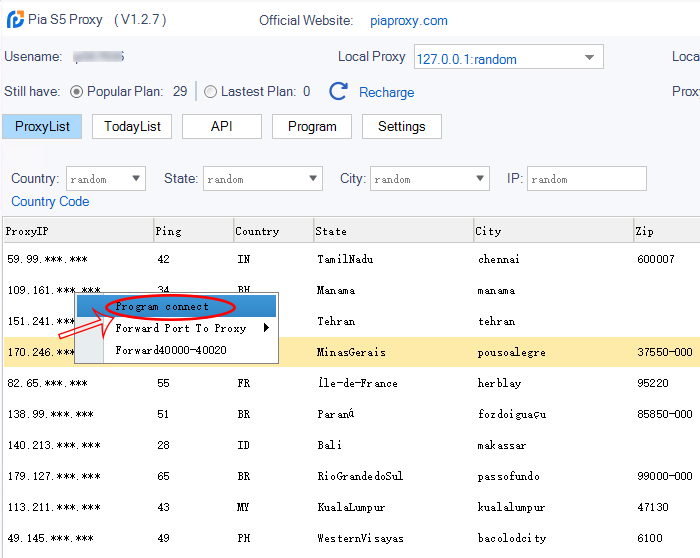 Pia S5 Proxy ( V1.2.7 ) Official Website: piaproxy.com
Usename: Local Proxy 127.0.0.1:random Loca
Still have: Popular Plan: 29 Lastest Plan: 0 Recharge Proxy
ProxyList TodayList API Program Settings
Country: random State: random City: random IP: random
Country Code
ProxyIP Ping Country State City Zip
59.99.***.*** 42 IN TamilNadu chennai 600007
109.161.***.*** 34 BH Manama manama
Program connect
151.241. Tehran tehran
Forward Port To Proxy
170.246.** MinasGerais pousoalegre 37550-000
Forward40000-40020
82.65.***.*** 55 FR Île-de-France herblay 95220
138.99.***.*** 51 BR Paraná fozdoiguaçu 85850-000
140.213.***.*** 28 ID Bali makassar
179.127.***.*** 65 BR RioGrandedoSul passofundo 99000-000
113.211.***.*** 43 MY KualaLumpur kualalumpur 47130
49.145.***.*** 49 PH WesternVisayas bacolodcity 6100